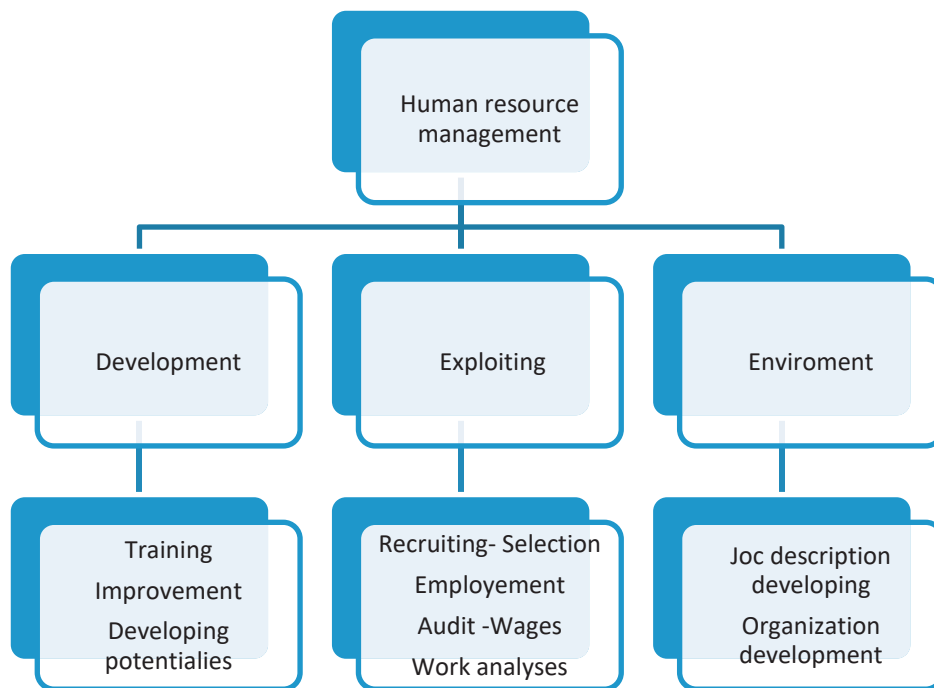 Human resource
management
Development
Exploiting
Enviroment
Training
Improvement
Developing
potentialies
Recruiting- Selection
Employement
Audit -Wages
Work analyses
Joc description
developing
Organization
development